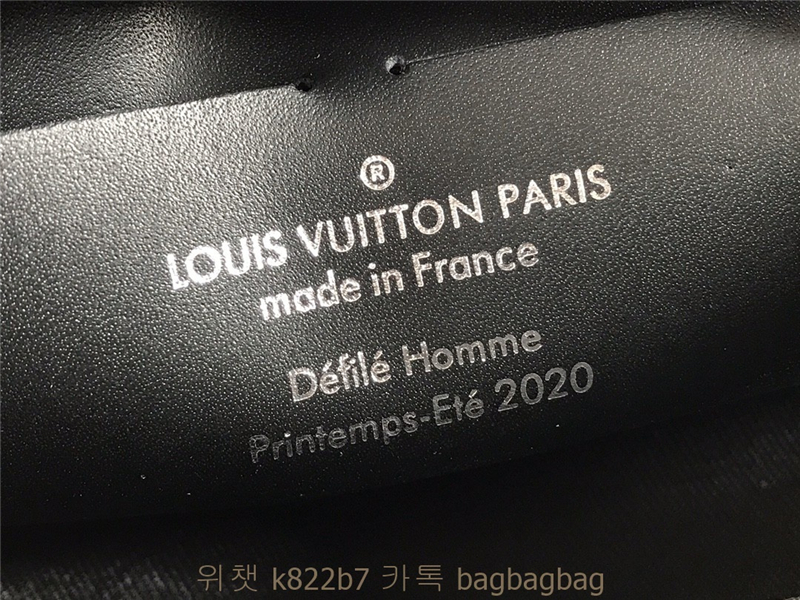 ®
LOUIS VUITTON PARIS
made in France
Défilé Homme
Printemps-Eté 2020
위챗 k822b7 카톡 bagbagbag